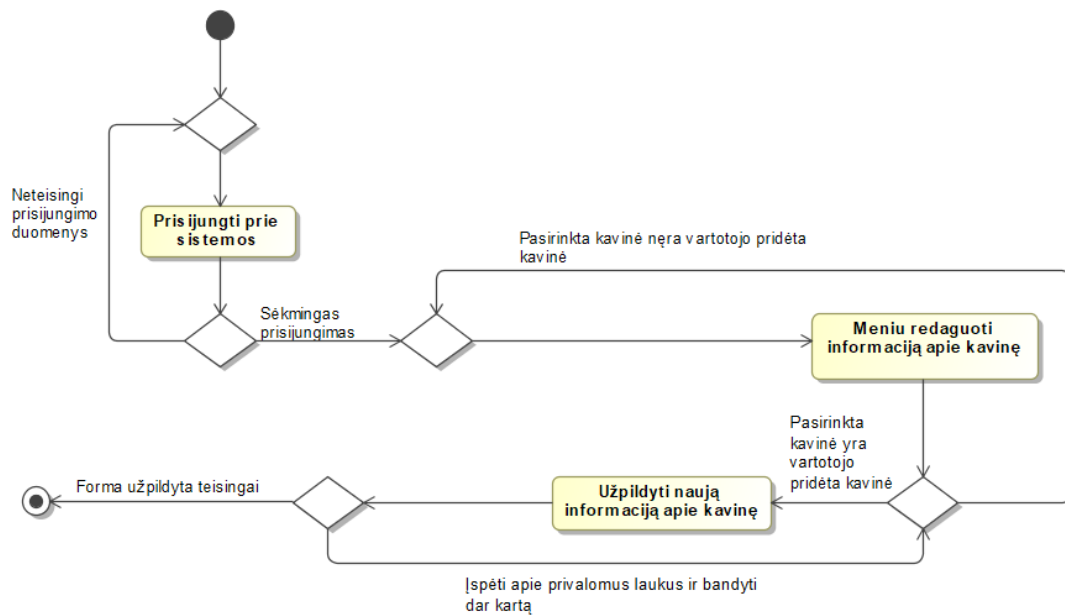 Neteisingi
prisijungimo
duomenys
Prisijungti prie
sistemos
Sėkmingas
prisijungimas
Pasirinkta kavinė nęra vartotojo pridėta
kavinė
Meniu redaguoti
informaciją apie kavinę
Pasirinkta
kavinė yra
vartotojo
pridėta kavinė
Užpildyti naują
informaciją apie kavinę
Forma užpildyta teisingai
Įspėti apie privalomus laukus ir bandyti
dar kartą